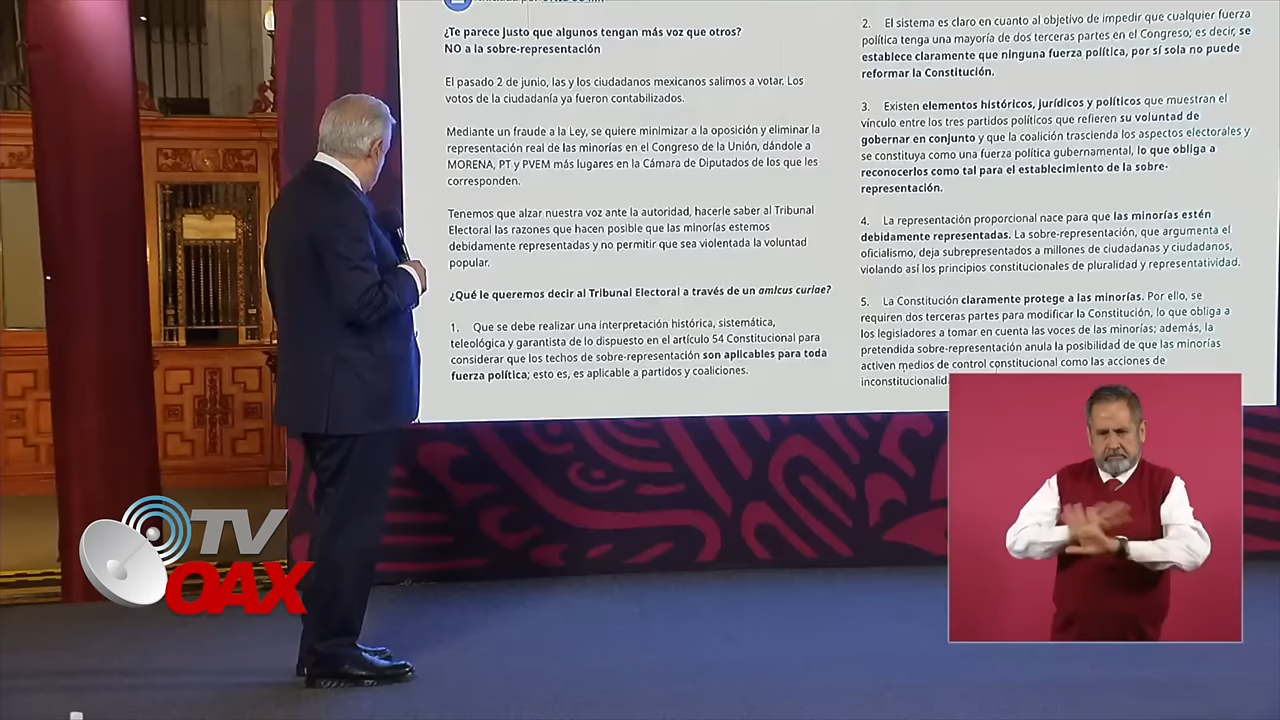 ¿Te parece justo que algunos tengan más voz que otros?
NO a la sobre-representación
El pasado 2 de junio, las y los ciudadanos mexicanos salimos a votar. Los
votos de la ciudadanía ya fueron contabilizados.
Mediante un fraude a la Ley, se quiere minimizar a la oposición y eliminar la
representación real de las minorías en el Congreso de la Unión, dándole a
MORENA, PT y PVEM más lugares en la Cámara de Diputados de los que les
corresponden.
Tenemos que alzar nuestra voz ante la autoridad, hacerle saber al Tribunal
Electoral las razones que hacen posible que las minorías estemos
debidamente representadas y no permitir que sea violentada la voluntad
popular.
¿Qué le queremos decir al Tribunal Electoral a través de un amicus curiae?
1. Que se debe realizar una interpretación histórica, sistemática,
teleológica y garantista de lo dispuesto en el artículo 54 Constitucional para
considerar que los techos de sobre-representación son aplicables para toda
fuerza política; esto es, es aplicable a partidos y coaliciones.
2. El sistema es claro en cuanto al objetivo de impedir que cualquier fuerza
política tenga una mayoría de dos terceras partes en el Congreso; es decir, se
establece claramente que ninguna fuerza política, por sí sola no puede
reformar la Constitución.
3. Existen elementos históricos, jurídicos y políticos que muestran el
vínculo entre los tres partidos políticos que refieren su voluntad de
gobernar en conjunto y que la coalición trascienda los aspectos electorales y
se constituya como una fuerza política gubernamental, lo que obliga a
reconocerlos como tal para el establecimiento de la sobre-
representación.
4. La representación proporcional nace para que las minorías estén
debidamente representadas. La sobre-representación, que argumenta el
oficialismo, deja subrepresentados a millones de ciudadanas y ciudadanos,
violando así los principios constitucionales de pluralidad y representatividad.
5. La Constitución claramente protege a las minorías. Por ello, se
requiren dos terceras partes para modificar la Constitución, lo que obliga a
los legisladores a tomar en cuenta las voces de las minorías; además, la
pretendida sobre-representación anula la posibilidad de que las minorías
activen medios de control constitucional como las acciones de
inconstitucionalid
TV
OAX